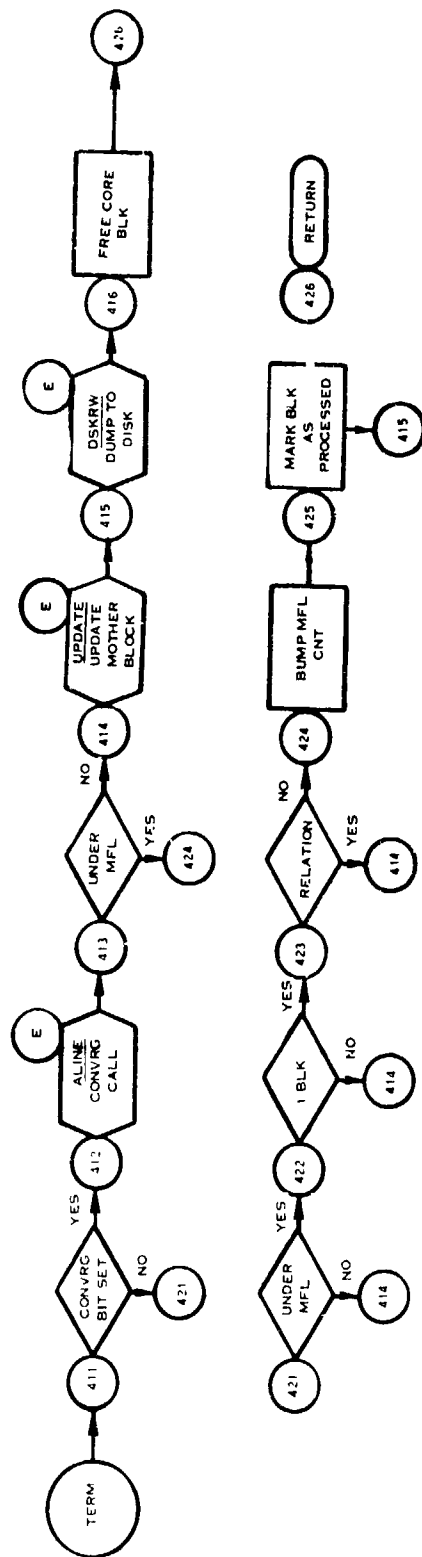 TERM
411
CONVRG
BIT SET
YES
NO
421
412
E
ALINE
CONVRG
CALL
413
UNDER
MFL
NO
YES
424
414
E
UPDATE
UPDATE
MOTHER
BLOCK
415
E
DSKRW
DUMP TO
DISK
416
FREE CORE
BLK
426
421
UNDER
MFL
YES
NO
414
422
1 BLK
YES
NO
414
423
RELATION
NO
YES
414
424
BUMP MFL
CNT
425
MARK BLK
AS
PROCESSED
415
426
RETURN